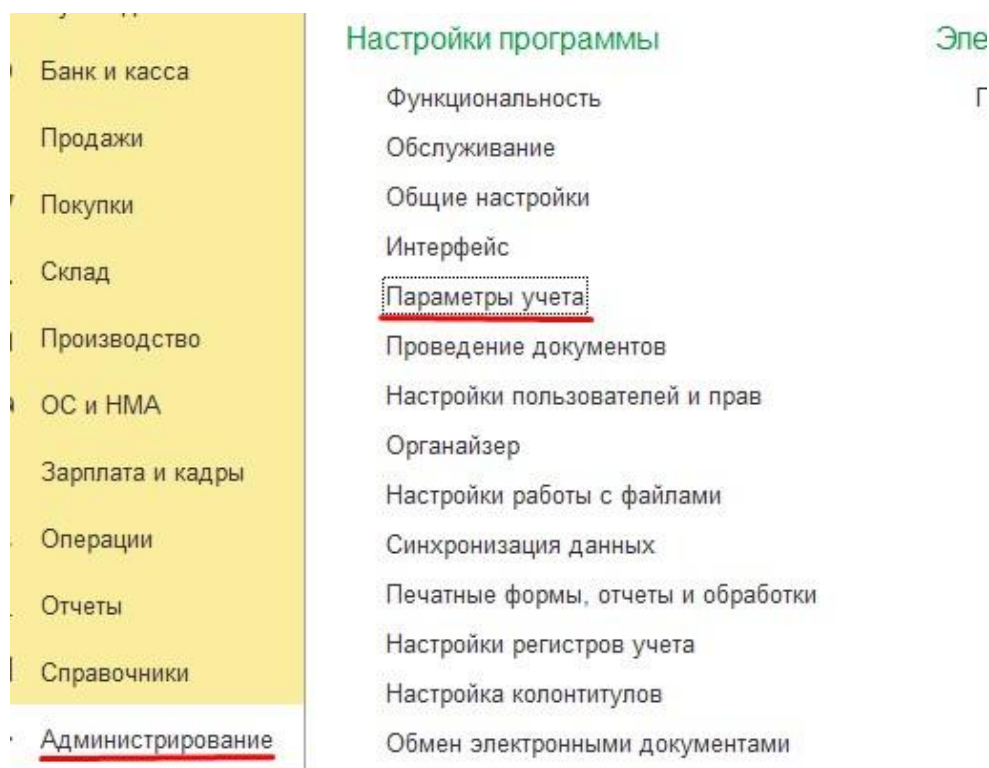 Банк и касса
Продажи
Покупки
Склад
Производство
ОС и НМА
Зарплата и кадры
Операции
Отчеты
Справочники
Администрирование
Настройки программы
Функциональность
Обслуживание
Общие настройки
Интерфейс
Параметры учета
Проведение документов
Настройки пользователей и прав
Органайзер
Настройки работы с файлами
Синхронизация данных
Печатные формы, отчеты и обработки
Настройки регистров учета
Настройка колонтитулов
Обмен электронными документами
Эле